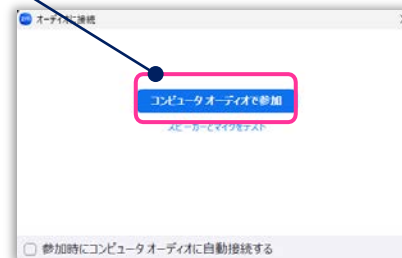 オーディオに接続
コンピュータ オーディオで参加
スピーカーとマイクをテスト
参加時にコンピュータ オーディオに自動接続する